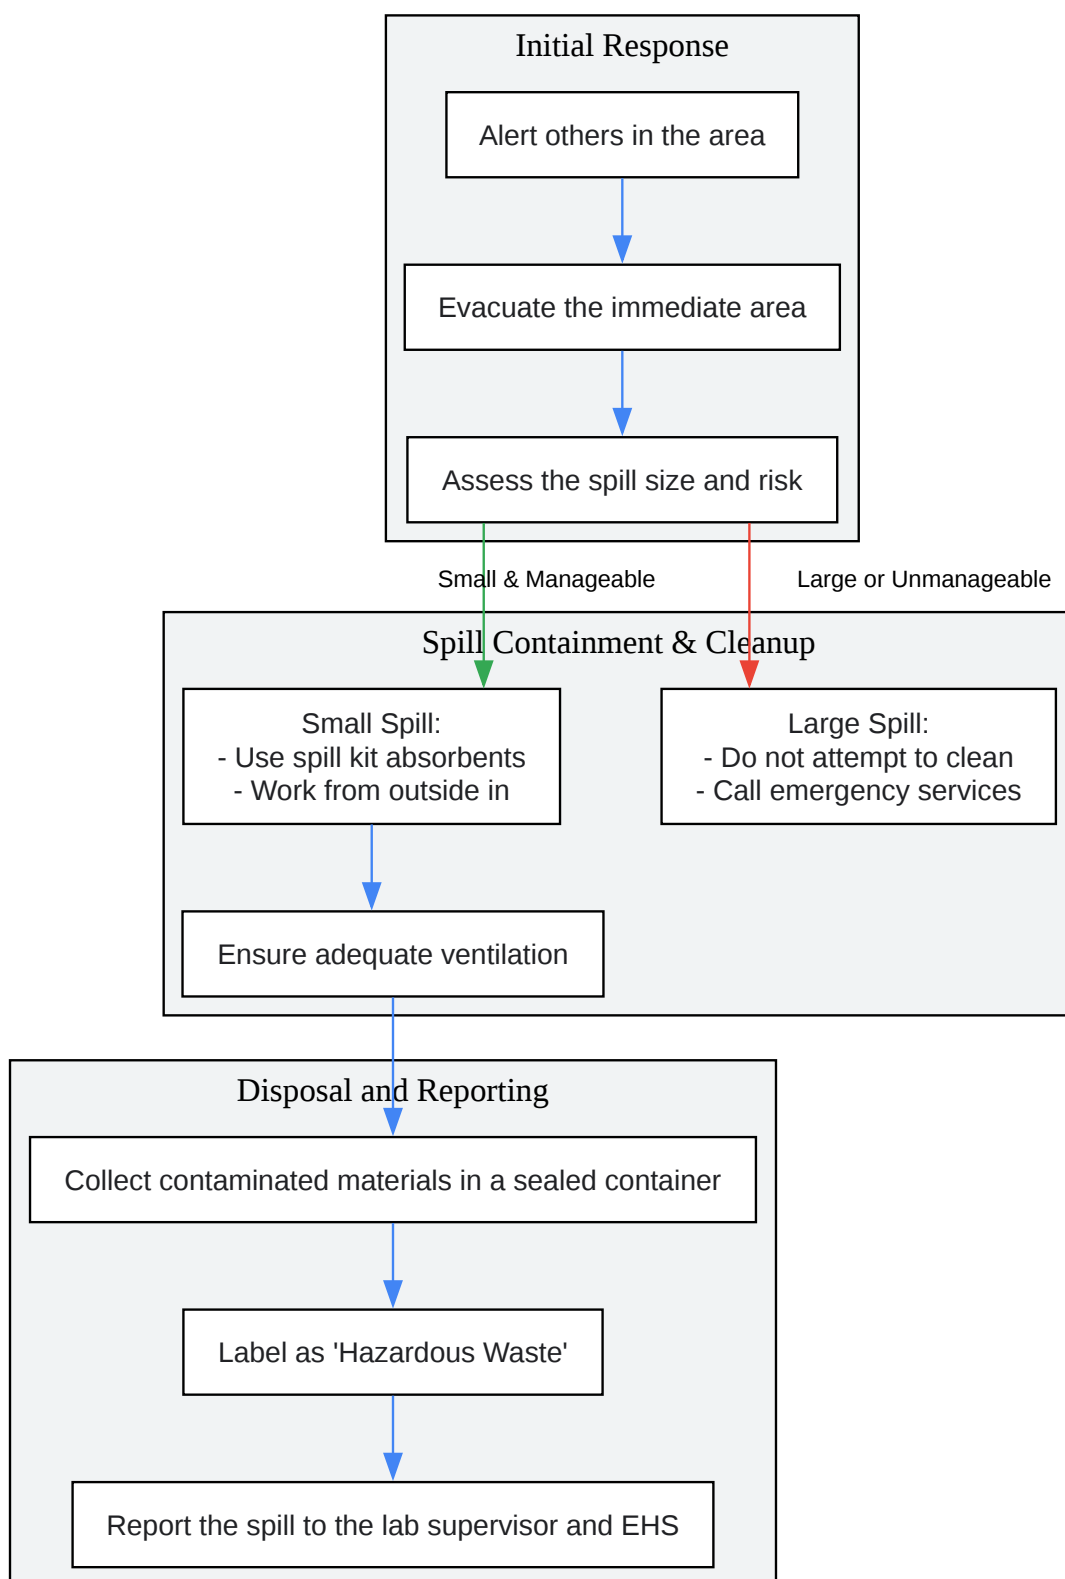 Initial Response
Alert others in the area
Evacuate the immediate area
Assess the spill size and risk
Small & Manageable
Large or Unmanageable
Spill Containment & Cleanup
Small Spill:
- Use spill kit absorbents
- Work from outside in
Large Spill:
- Do not attempt to clean
- Call emergency services
Ensure adequate ventilation
Disposal and Reporting
Collect contaminated materials in a sealed container
Label as 'Hazardous Waste'
Report the spill to the lab supervisor and EHS